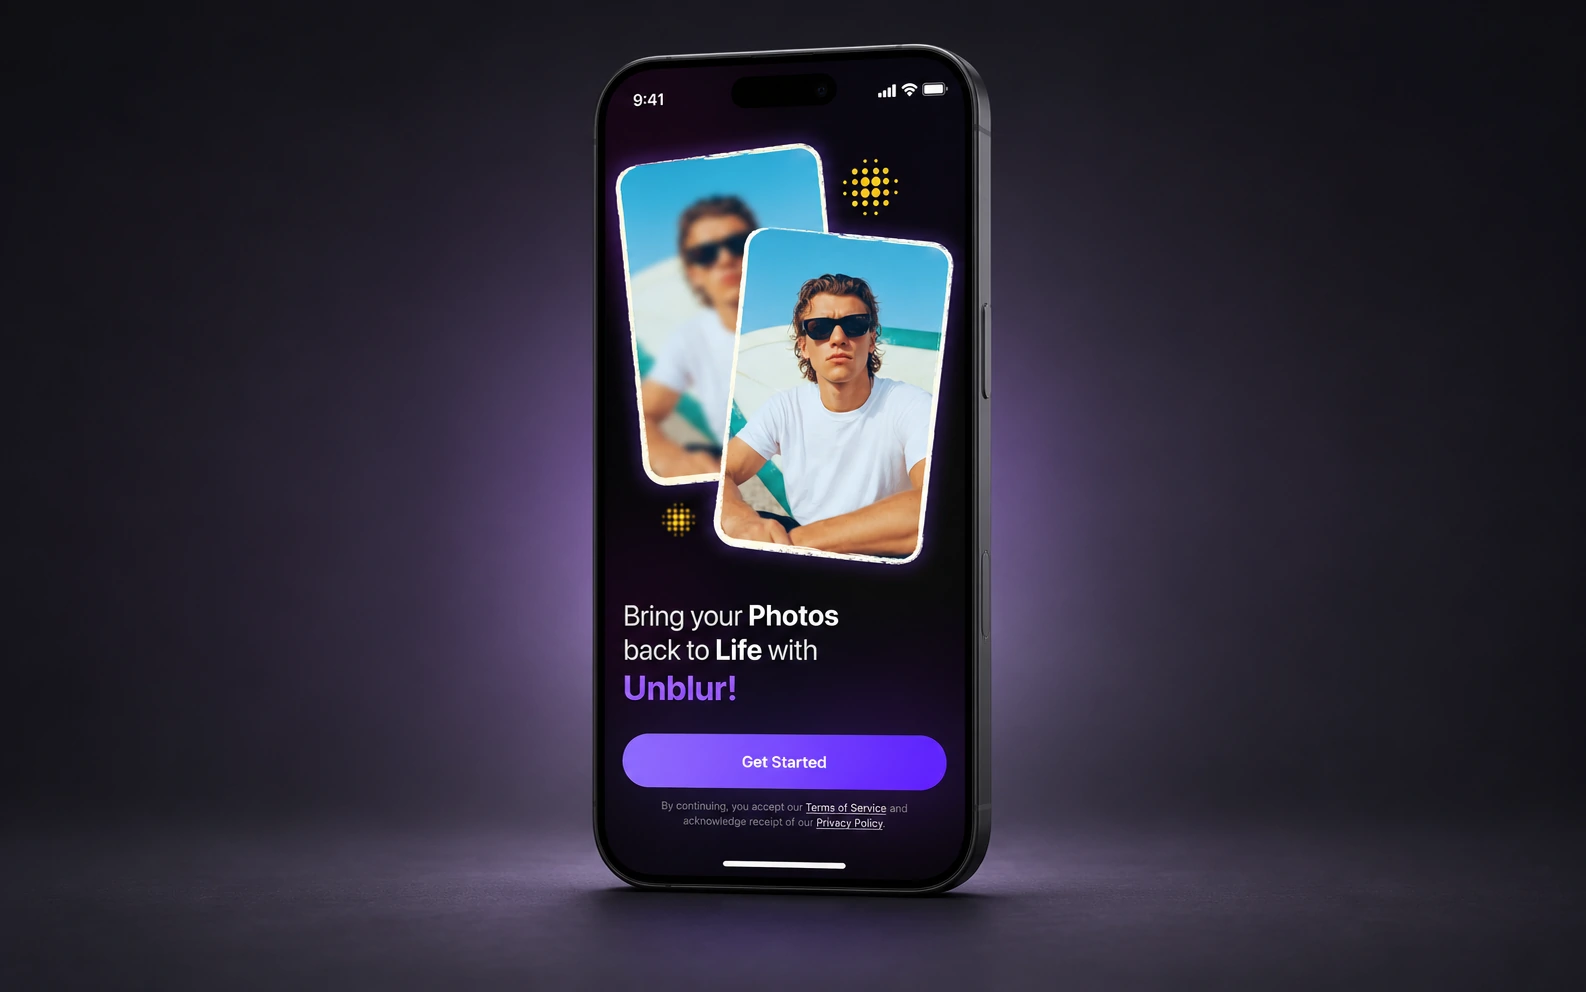 9:41
Bring your Photos
back to Life with
Unblur!
Get Started
By continuing, you accept our Terms of Service and
acknowledge receipt of our Privacy Policy.